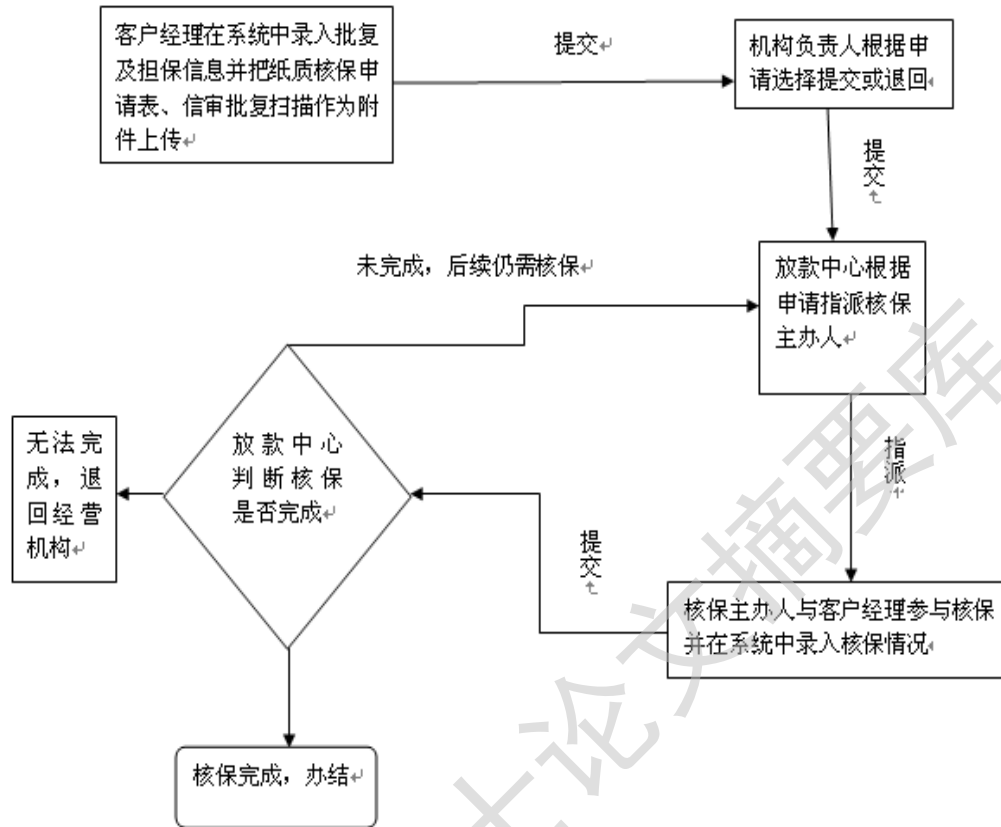 客户经理在系统中录入批复
及担保信息并把纸质核保申
请表、信审批复扫描作为附
件上传
提交
机构负责人根据申
请选择提交或退回
提交
未完成，后续仍需核保
放款中心根据
申请指派核保
主办人
无法完
成，退
回经营
机构
放款中心
判断核保
是否完成
指派
提交
核保主办人与客户经理参与核保
并在系统中录入核保情况
核保完成，办结
士论文摘要库